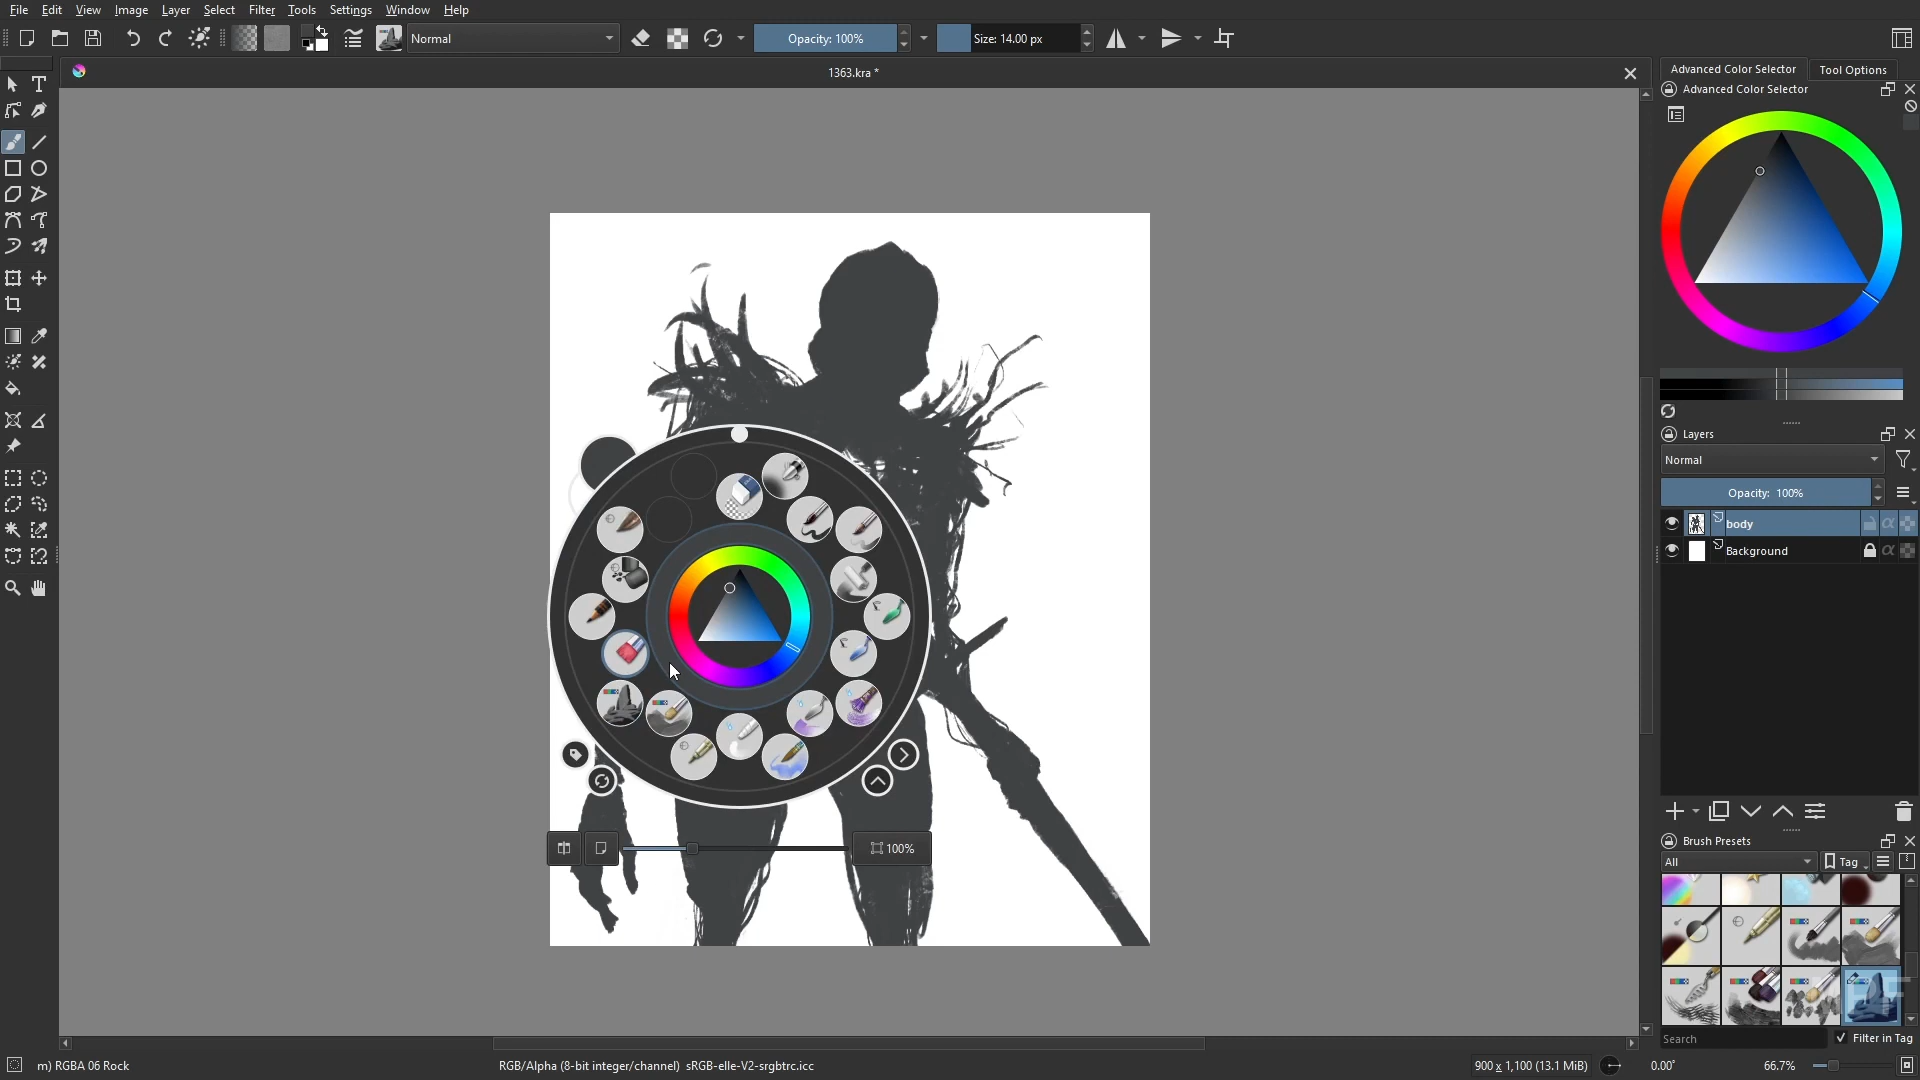 File Edit View Image Layer Select Filter Tools Settings Window Help
Normal Opacity: 100% Size: 14.00 px
1363.kra *
Advanced Color Selector Tool Options
Advanced Color Selector
Layers
Normal
Opacity: 100%
body
Background
100%
Brush Presets
All Tag
Search Filter in Tag
m) RGBA 06 Rock RGB/Alpha (8-bit integer/channel) sRGB-elle-V2-srgbtrc.icc 900 x 1,100 (13.1 MiB) 0.00° 66.7%